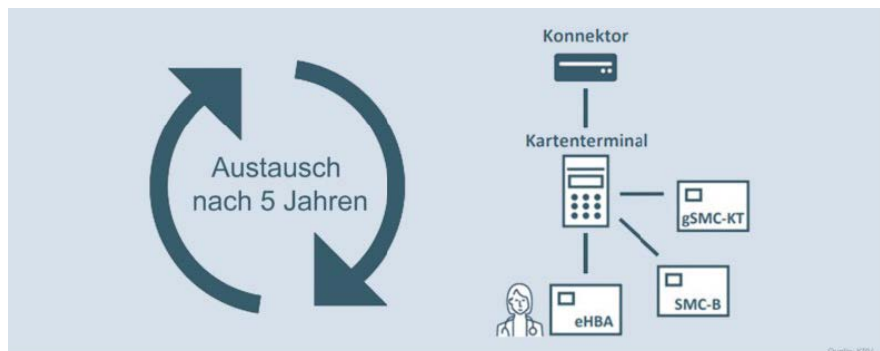 Austausch
nach 5 Jahren
Konnektor
Kartenterminal
gSMC-KT
SMC-B
eHBA